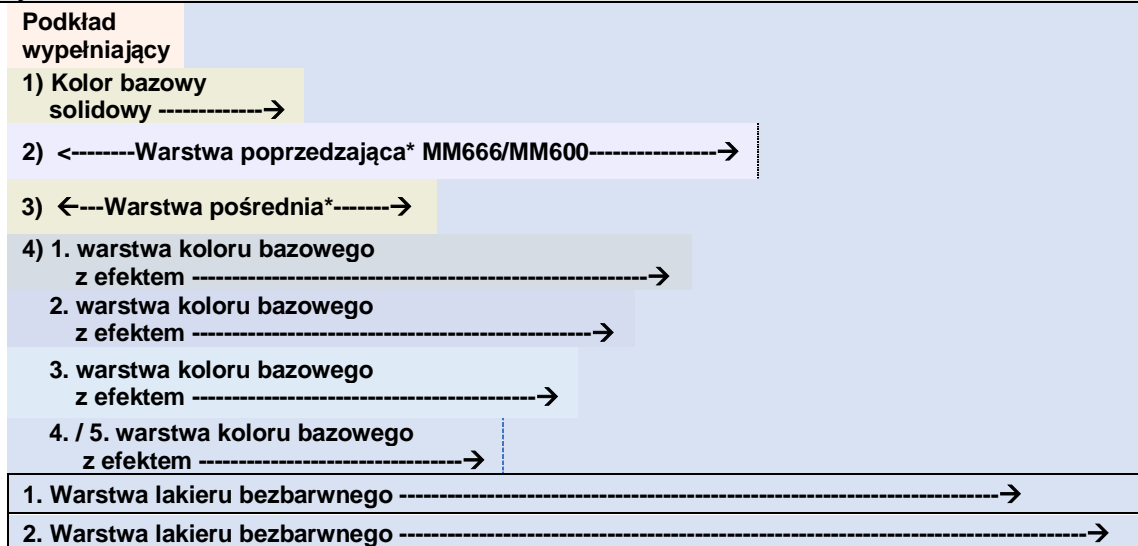 Podkład
wypełniający
1) Kolor bazowy
solidowy -------------→
2) <--------Warstwa poprzedzająca* MM666/MM600----------------→
3) ←---Warstwa pośrednia*-------→
4) 1. warstwa koloru bazowego
z efektem ---------------------------------------------------------→
2. warstwa koloru bazowego
z efektem --------------------------------------------------→
3. warstwa koloru bazowego
z efektem -------------------------------------------→
4. / 5. warstwa koloru bazowego
z efektem ---------------------------------→
1. Warstwa lakieru bezbarwnego ---------------------------------------------------------------------------→
2. Warstwa lakieru bezbarwnego --------------------------------------------------------------------------------------→